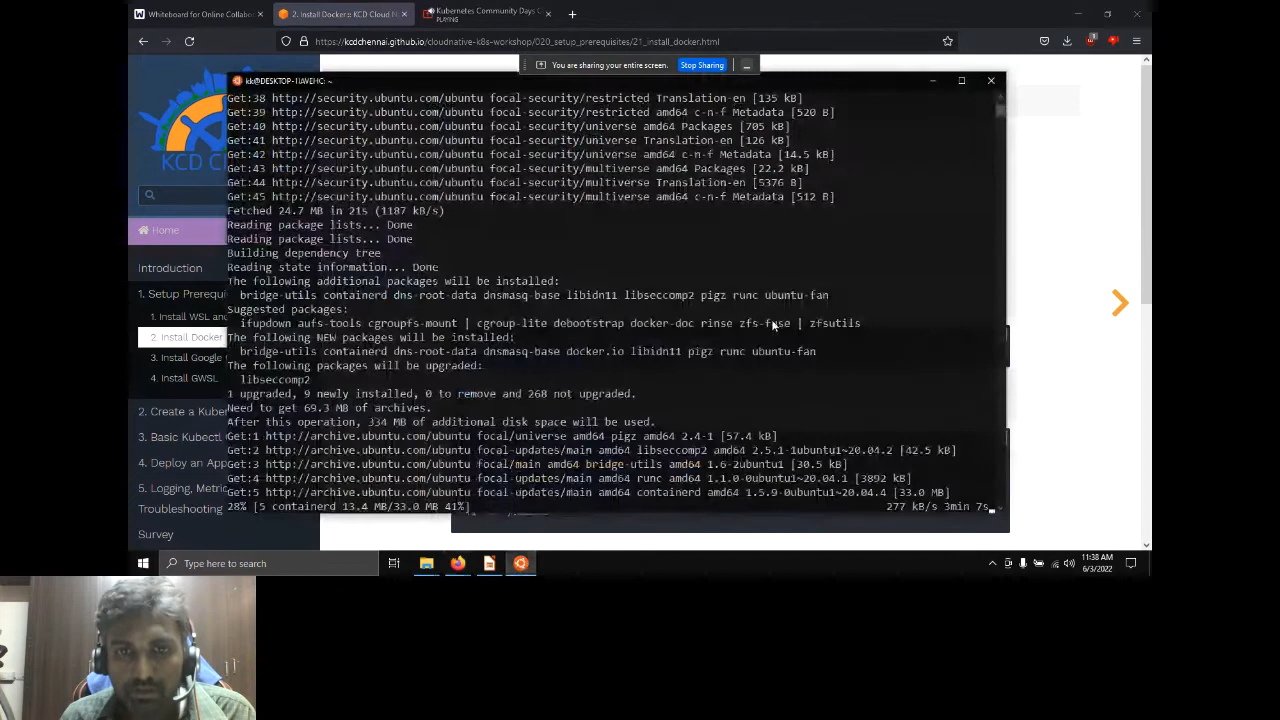 Whiteboard for Online Collabo
2. Install Docker :: KCD Cloud N
Kubernetes Community Days C
PLAYING
https://kcdchennai.github.io/cloudnative-k8s-workshop/020_setup_prerequisites/21_install_docker.html
You are sharing your entire screen.
Stop Sharing
KCD C
Home
Introduction
1. Setup Prerequi
1. Install WSL and
2. Install Docker
3. Install Google
4. Install GWSL
2. Create a Kuber
3. Basic Kubectl
4. Deploy an App
5. Logging, Metric
Troubleshooting
Survey
Get:38 http://security.ubuntu.com/ubuntu focal-security/restricted Translation-en [135 kB]
Get:39 http://security.ubuntu.com/ubuntu focal-security/restricted amd64 c-n-f Metadata [520 B]
Get:40 http://security.ubuntu.com/ubuntu focal-security/universe amd64 Packages [705 kB]
Get:41 http://security.ubuntu.com/ubuntu focal-security/universe Translation-en [126 kB]
Get:42 http://security.ubuntu.com/ubuntu focal-security/universe amd64 c-n-f Metadata [14.5 kB]
Get:43 http://security.ubuntu.com/ubuntu focal-security/multiverse amd64 Packages [22.2 kB]
Get:44 http://security.ubuntu.com/ubuntu focal-security/multiverse Translation-en [5376 B]
Get:45 http://security.ubuntu.com/ubuntu focal-security/multiverse amd64 c-n-f Metadata [512 B]
Fetched 24.7 MB in 21s (1187 kB/s)
Reading package lists... Done
Reading package lists... Done
Building dependency tree
Reading state information... Done
The following additional packages will be installed:
bridge-utils containerd dns-root-data dnsmasq-base libidn11 libseccomp2 pigz runc ubuntu-fan
Suggested packages:
ifupdown aufs-tools cgroupfs-mount | cgroup-lite debootstrap docker-doc rinse zfs-fuse | zfsutils
The following NEW packages will be installed:
bridge-utils containerd dns-root-data dnsmasq-base docker.io libidn11 pigz runc ubuntu-fan
The following packages will be upgraded:
libseccomp2
1 upgraded, 9 newly installed, 0 to remove and 268 not upgraded.
Need to get 69.3 MB of archives.
After this operation, 334 MB of additional disk space will be used.
Get:1 http://archive.ubuntu.com/ubuntu focal/universe amd64 pigz amd64 2.4-1 [57.4 kB]
Get:2 http://archive.ubuntu.com/ubuntu focal-updates/main amd64 libseccomp2 amd64 2.5.1-1ubuntu1~20.04.2 [42.5 kB]
Get:3 http://archive.ubuntu.com/ubuntu focal/main amd64 bridge-utils amd64 1.6-2ubuntu1 [30.5 kB]
Get:4 http://archive.ubuntu.com/ubuntu focal-updates/main amd64 runc amd64 1.1.0-0ubuntu1~20.04.1 [3892 kB]
Get:5 http://archive.ubuntu.com/ubuntu focal-updates/main amd64 containerd amd64 1.5.9-0ubuntu1~20.04.4 [33.0 MB]
28% [5 containerd 13.4 MB/33.0 MB 41%] 277 kB/s 3min 7s
Type here to search
11:38 AM
6/3/2022